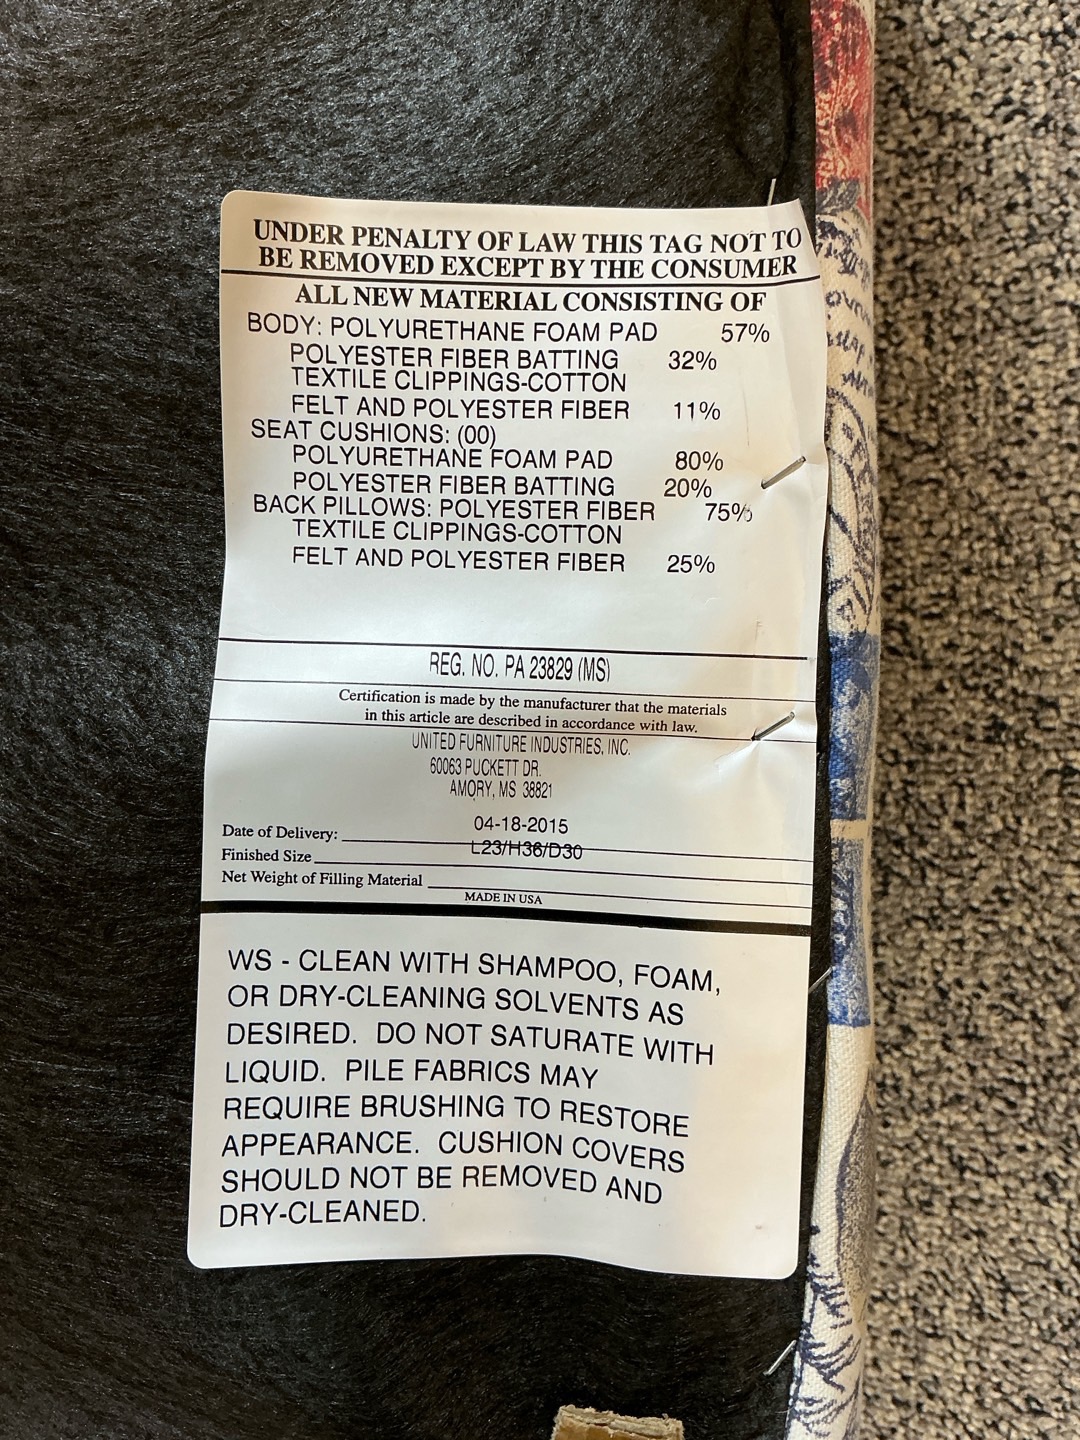 UNDER PENALTY OF LAW THIS TAG NOT TO
BE REMOVED EXCEPT BY THE CONSUMER
ALL NEW MATERIAL CONSISTING OF
BODY: POLYURETHANE FOAM PAD 57%
POLYESTER FIBER BATTING 32%
TEXTILE CLIPPINGS-COTTON
FELT AND POLYESTER FIBER 11%
SEAT CUSHIONS: (00)
POLYURETHANE FOAM PAD 80%
POLYESTER FIBER BATTING 20%
BACK PILLOWS: POLYESTER FIBER 75%
TEXTILE CLIPPINGS-COTTON
FELT AND POLYESTER FIBER 25%
REG. NO. PA 23829 (MS)
Certification is made by the manufacturer that the materials
in this article are described in accordance with law.
UNITED FURNITURE INDUSTRIES, INC.
60063 PUCKETT DR.
AMORY, MS 38821
Date of Delivery: 04-18-2015
Finished Size L23/H36/D30
Net Weight of Filling Material
MADE IN USA
WS - CLEAN WITH SHAMPOO, FOAM,
OR DRY-CLEANING SOLVENTS AS
DESIRED. DO NOT SATURATE WITH
LIQUID. PILE FABRICS MAY
REQUIRE BRUSHING TO RESTORE
APPEARANCE. CUSHION COVERS
SHOULD NOT BE REMOVED AND
DRY-CLEANED.